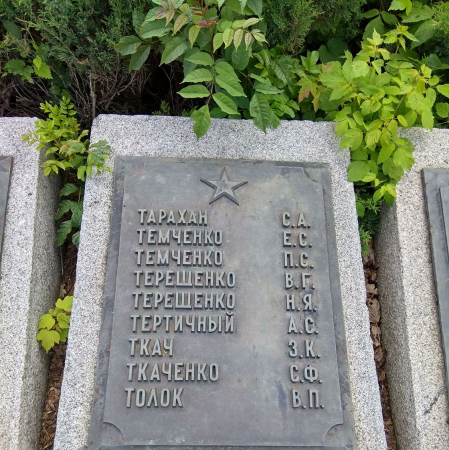 ТАРАХАН С.А.
ТЕМЧЕНКО Е.С.
ТЕМЧЕНКО П.С.
ТЕРЕЩЕНКО В.Г.
ТЕРЕЩЕНКО Н.Я.
ТЕРТИЧНЫЙ А.С.
ТКАЧ З.К.
ТКАЧЕНКО С.Ф.
ТОЛОК В.П.